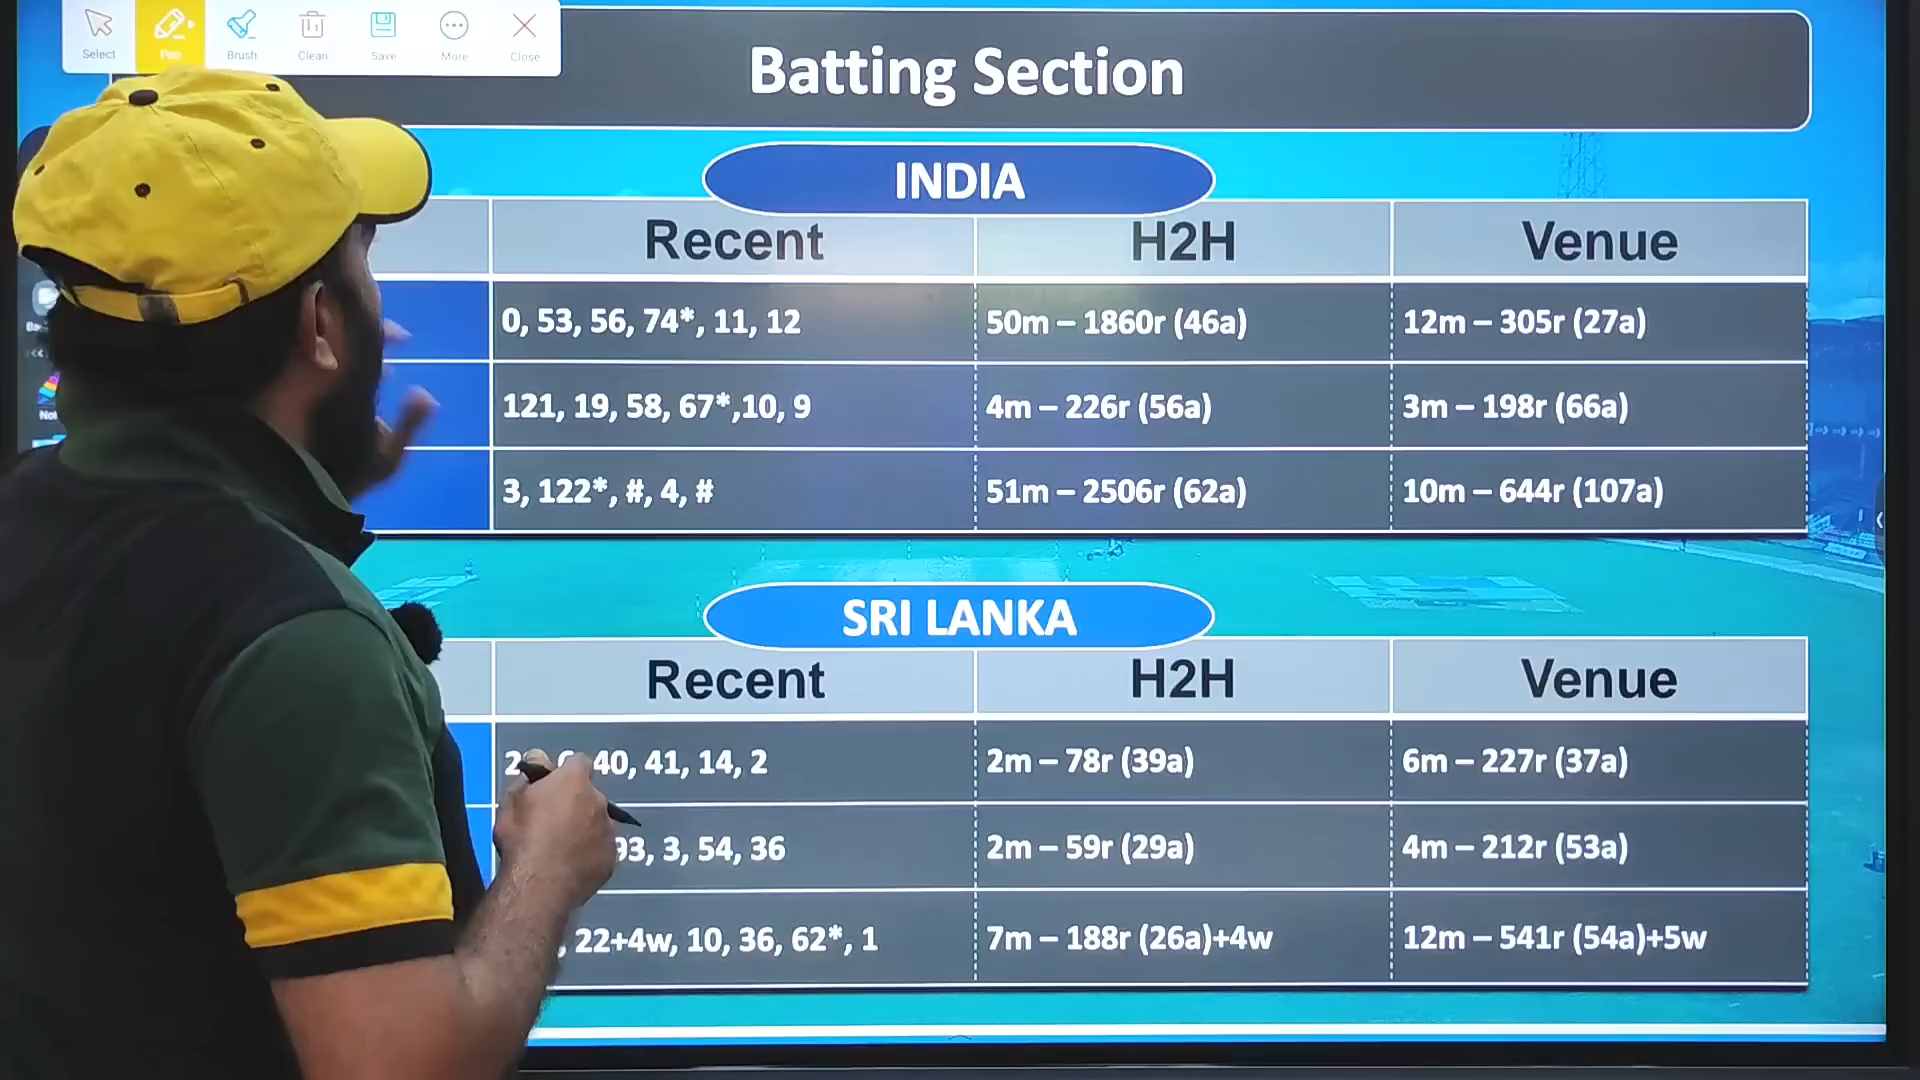 Select Pen Brush Clean Save More Close
Batting Section
INDIA
Recent H2H Venue
0, 53, 56, 74*, 11, 12 50m – 1860r (46a) 12m – 305r (27a)
121, 19, 58, 67*,10, 9 4m – 226r (56a) 3m – 198r (66a)
3, 122*, #, 4, # 51m – 2506r (62a) 10m – 644r (107a)
SRI LANKA
Recent H2H Venue
40, 41, 14, 2 2m – 78r (39a) 6m – 227r (37a)
93, 3, 54, 36 2m – 59r (29a) 4m – 212r (53a)
, 22+4w, 10, 36, 62*, 1 7m – 188r (26a)+4w 12m – 541r (54a)+5w